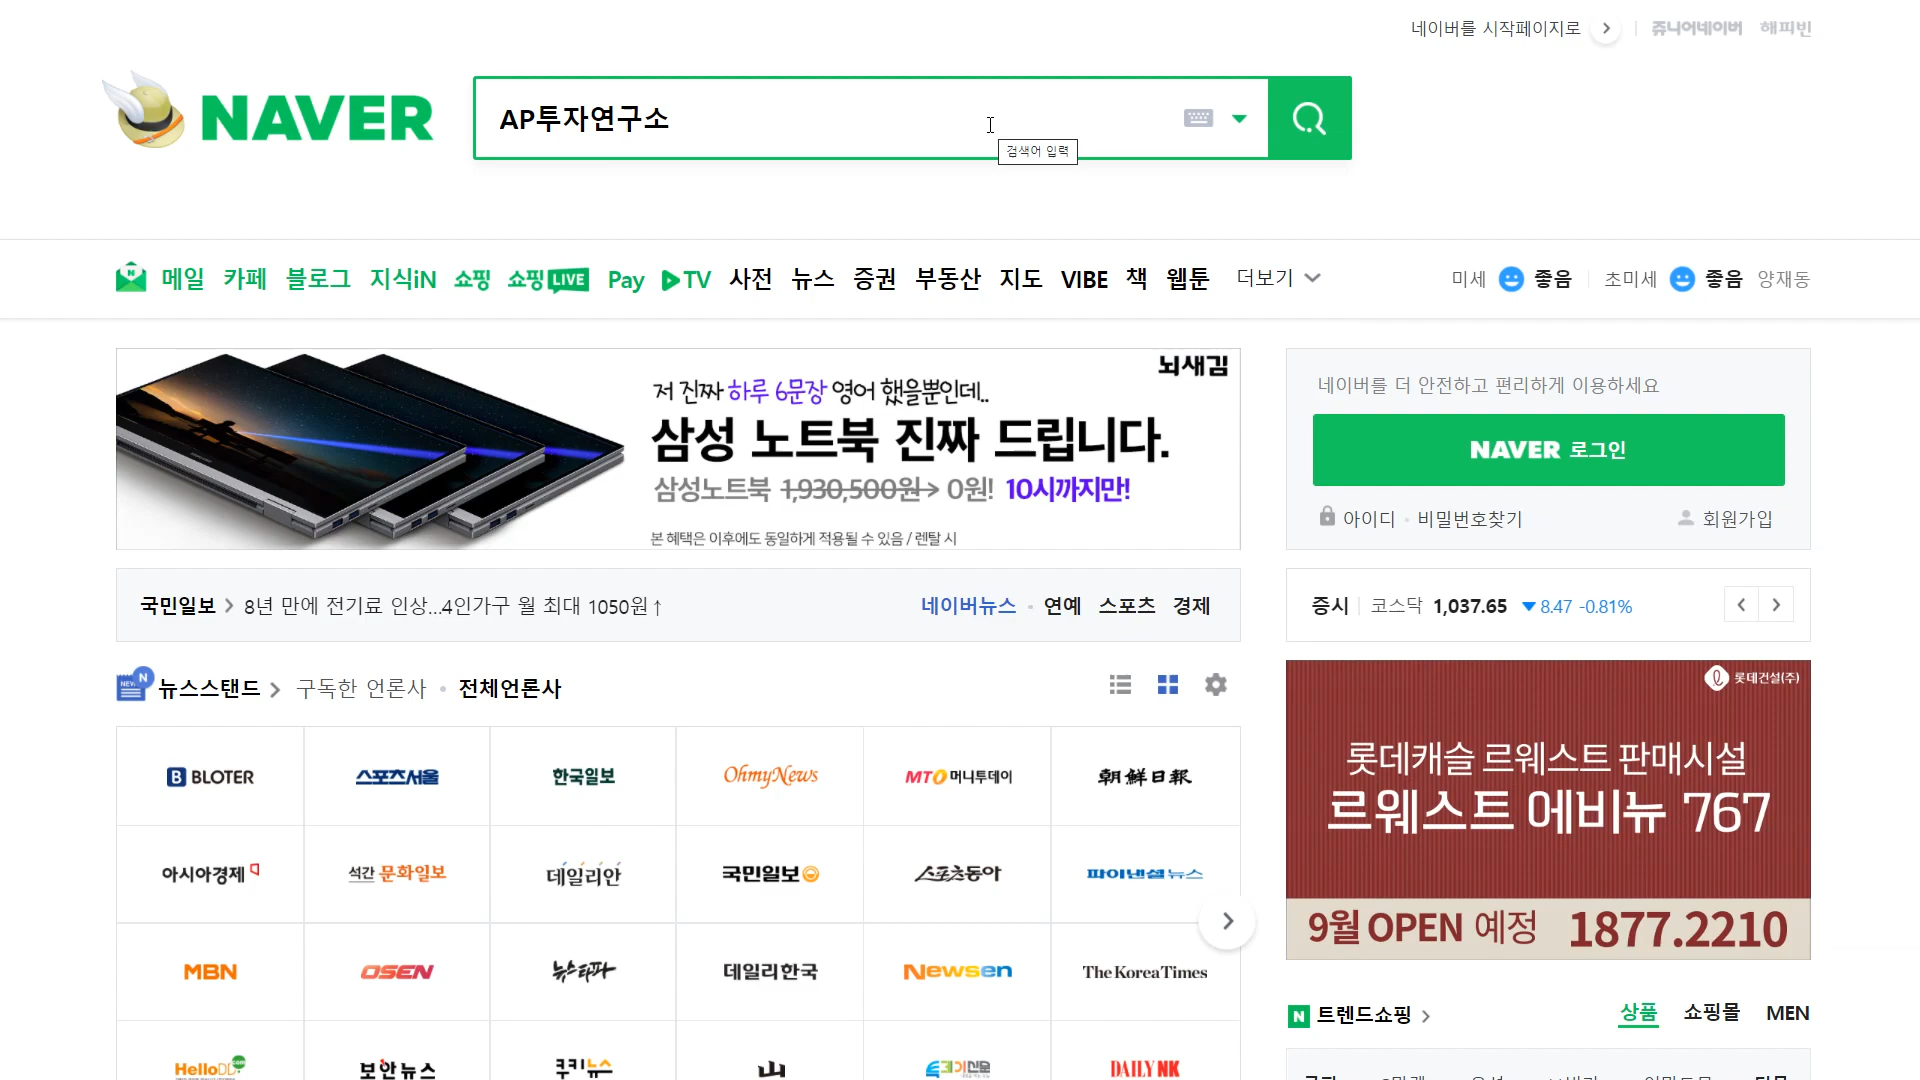 네이버를 시작페이지로 쥬니어네이버 해피빈
NAVER
AP투자연구소
검색어 입력
메일 카페 블로그 지식iN 쇼핑 쇼핑LIVE Pay TV 사전 뉴스 증권 부동산 지도 VIBE 책 웹툰 더보기
미세 좋음 초미세 좋음 양재동
뇌새김
저 진짜 하루 6문장 영어 했을뿐인데..
삼성 노트북 진짜 드립니다.
삼성노트북 1,930,500원> 0원! 10시까지만!
본 혜택은 이후에도 동일하게 적용될 수 있음 / 렌탈 시
네이버를 더 안전하고 편리하게 이용하세요
NAVER 로그인
아이디 · 비밀번호찾기 회원가입
국민일보 > 8년 만에 전기료 인상...4인가구 월 최대 1050원↑
네이버뉴스 · 연예 스포츠 경제
증시 코스닥 1,037.65 ▼8.47 -0.81%
뉴스스탠드 > 구독한 언론사 · 전체언론사
BLOTER 스포츠서울 한국일보 OhmyNews MTO 머니투데이 朝鮮日報
아시아경제 석간 문화일보 데일리안 국민일보 스포츠동아 파이낸셜뉴스
MBN OSEN 뉴스타파 데일리한국 Newsen The Korea Times
HelloDD.com 보안뉴스 쿠키뉴스 山 DAILY NK
롯데건설(주)
롯데캐슬 르웨스트 판매시설
르웨스트 에비뉴 767
9월 OPEN 예정 1877.2210
N 트렌드쇼핑 >
상품 쇼핑몰 MEN